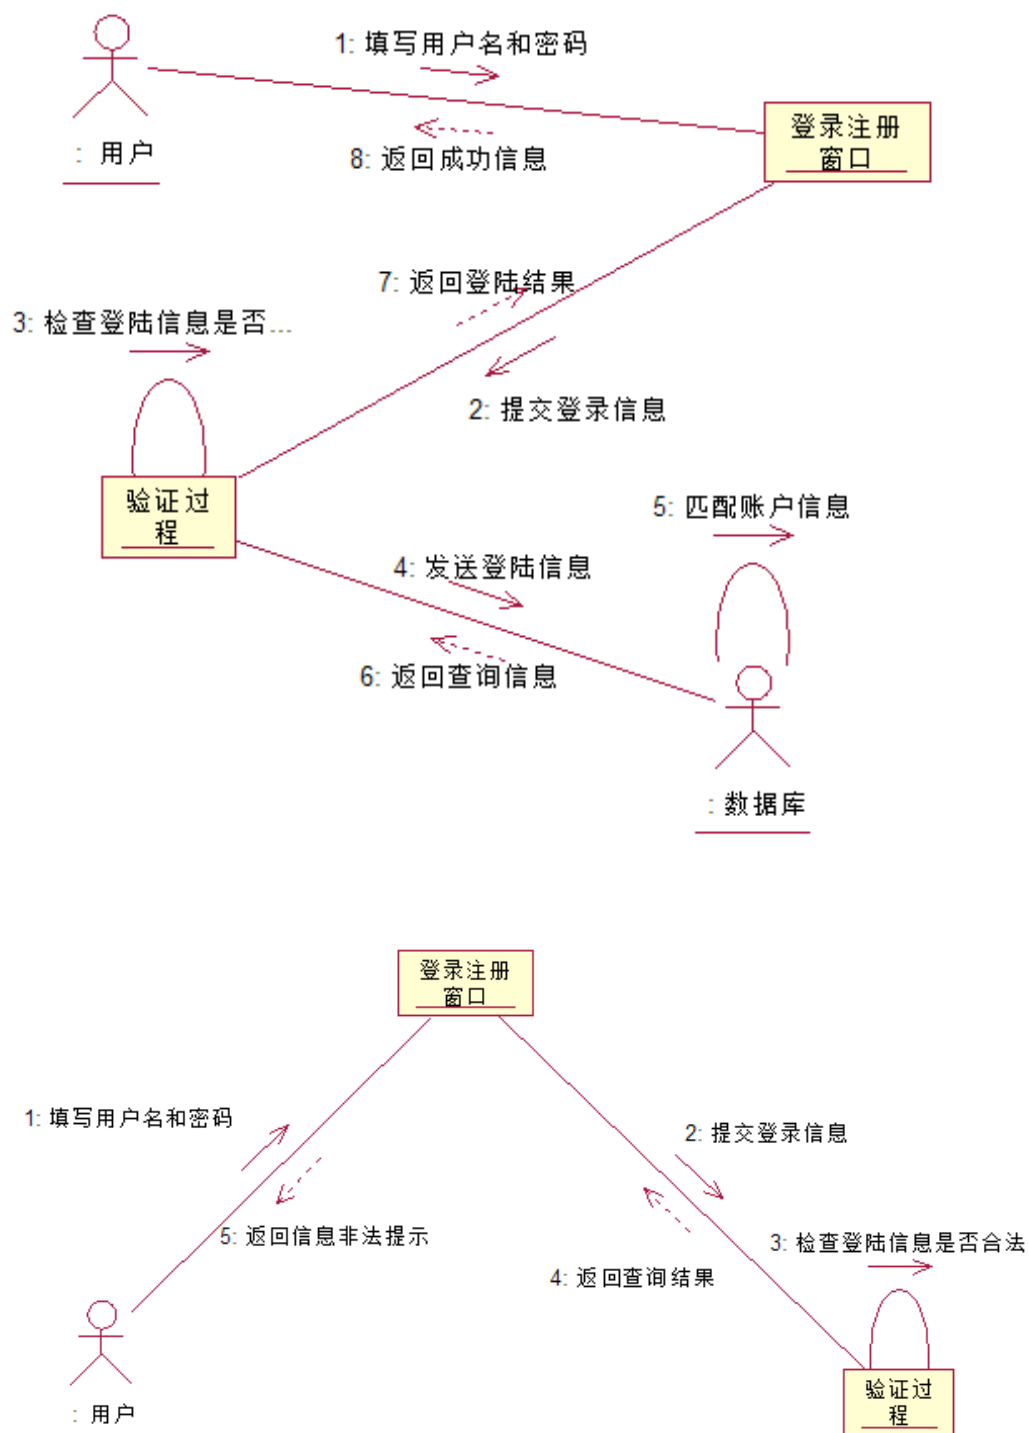 1: 填写用户名和密码
登录注册
窗口
: 用户
8: 返回成功信息
7: 返回登陆结果
3: 检查登陆信息是否...
2: 提交登录信息
验证过
程
5: 匹配账户信息
4: 发送登陆信息
6: 返回查询信息
: 数据库
登录注册
窗口
1: 填写用户名和密码
2: 提交登录信息
5: 返回信息非法提示
3: 检查登陆信息是否合法
4: 返回查询结果
: 用户
验证过
程